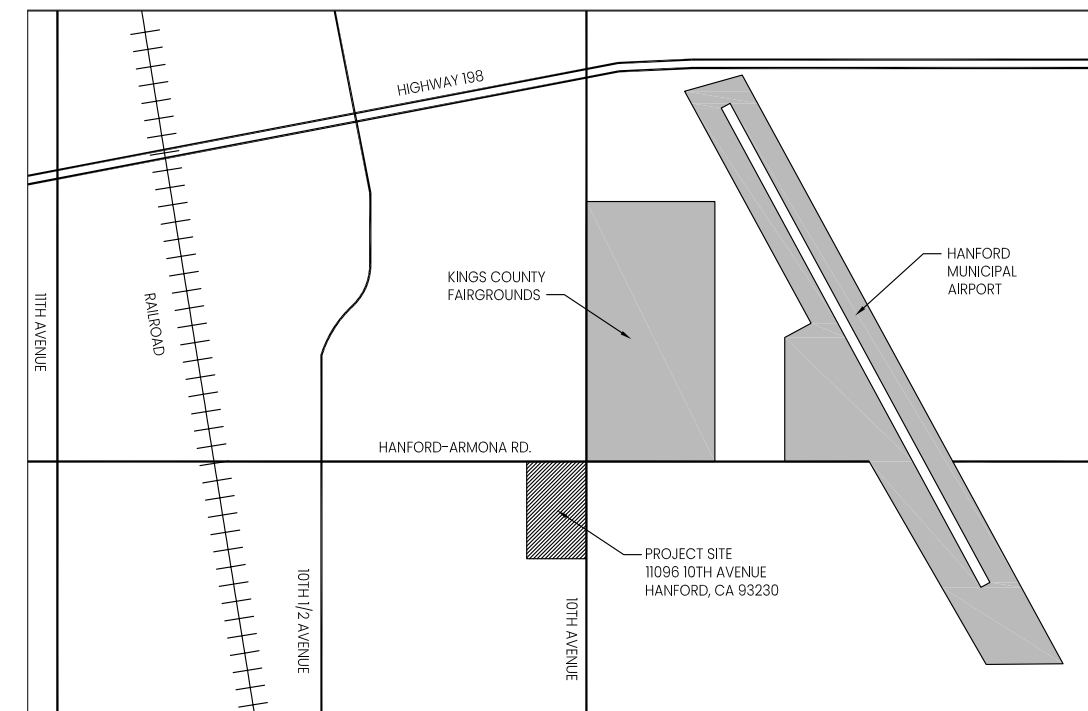 HIGHWAY 198
KINGS COUNTY
FAIRGROUNDS
HANFORD
MUNICIPAL
AIRPORT
11TH AVENUE
RAILROAD
HANFORD-ARMONA RD.
PROJECT SITE
11096 10TH AVENUE
HANFORD, CA 93230
10TH 1/2 AVENUE
10TH AVENUE